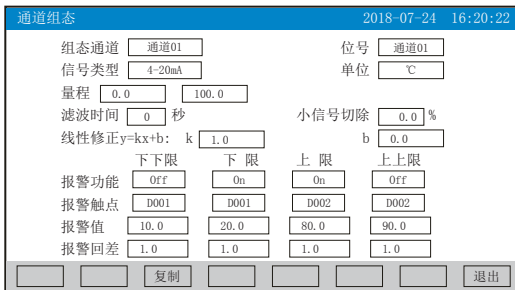 通道组态 2018-07-24 16:20:22
组态通道 通道01 位号 通道01
信号类型 4-20mA 单位 ℃
量程 0.0 100.0
滤波时间 0 秒 小信号切除 0.0 %
线性修正y=kx+b: k 1.0 b 0.0
下下限 下 限 上 限 上上限
报警功能 Off On On Off
报警触点 D001 D001 D002 D002
报警值 10.0 20.0 80.0 90.0
报警回差 1.0 1.0 1.0 1.0
复制 退出